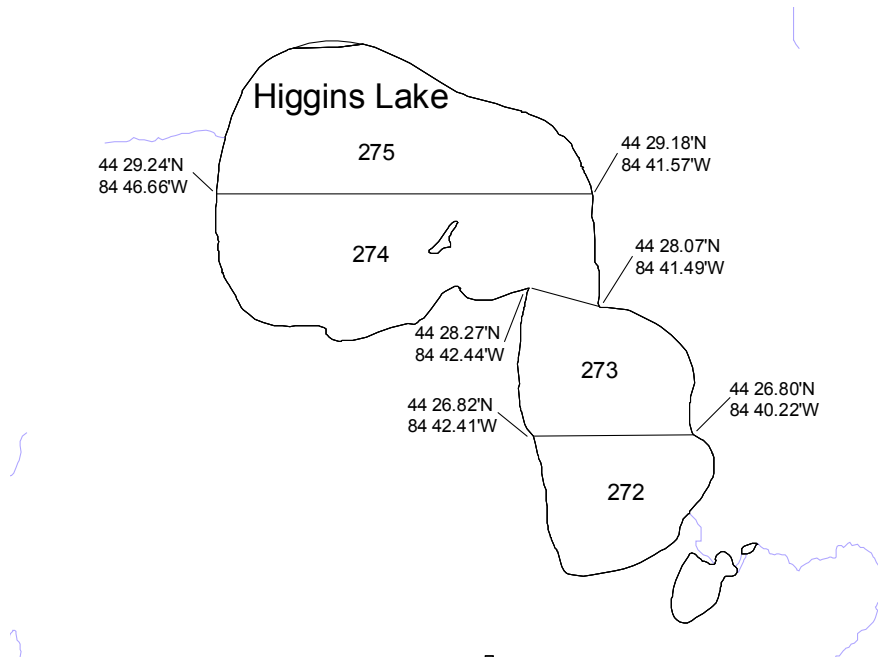 Higgins Lake
275
44 29.18'N
84 41.57'W
44 29.24'N
84 46.66'W
274
44 28.07'N
84 41.49'W
44 28.27'N
84 42.44'W
273
44 26.80'N
84 40.22'W
44 26.82'N
84 42.41'W
272